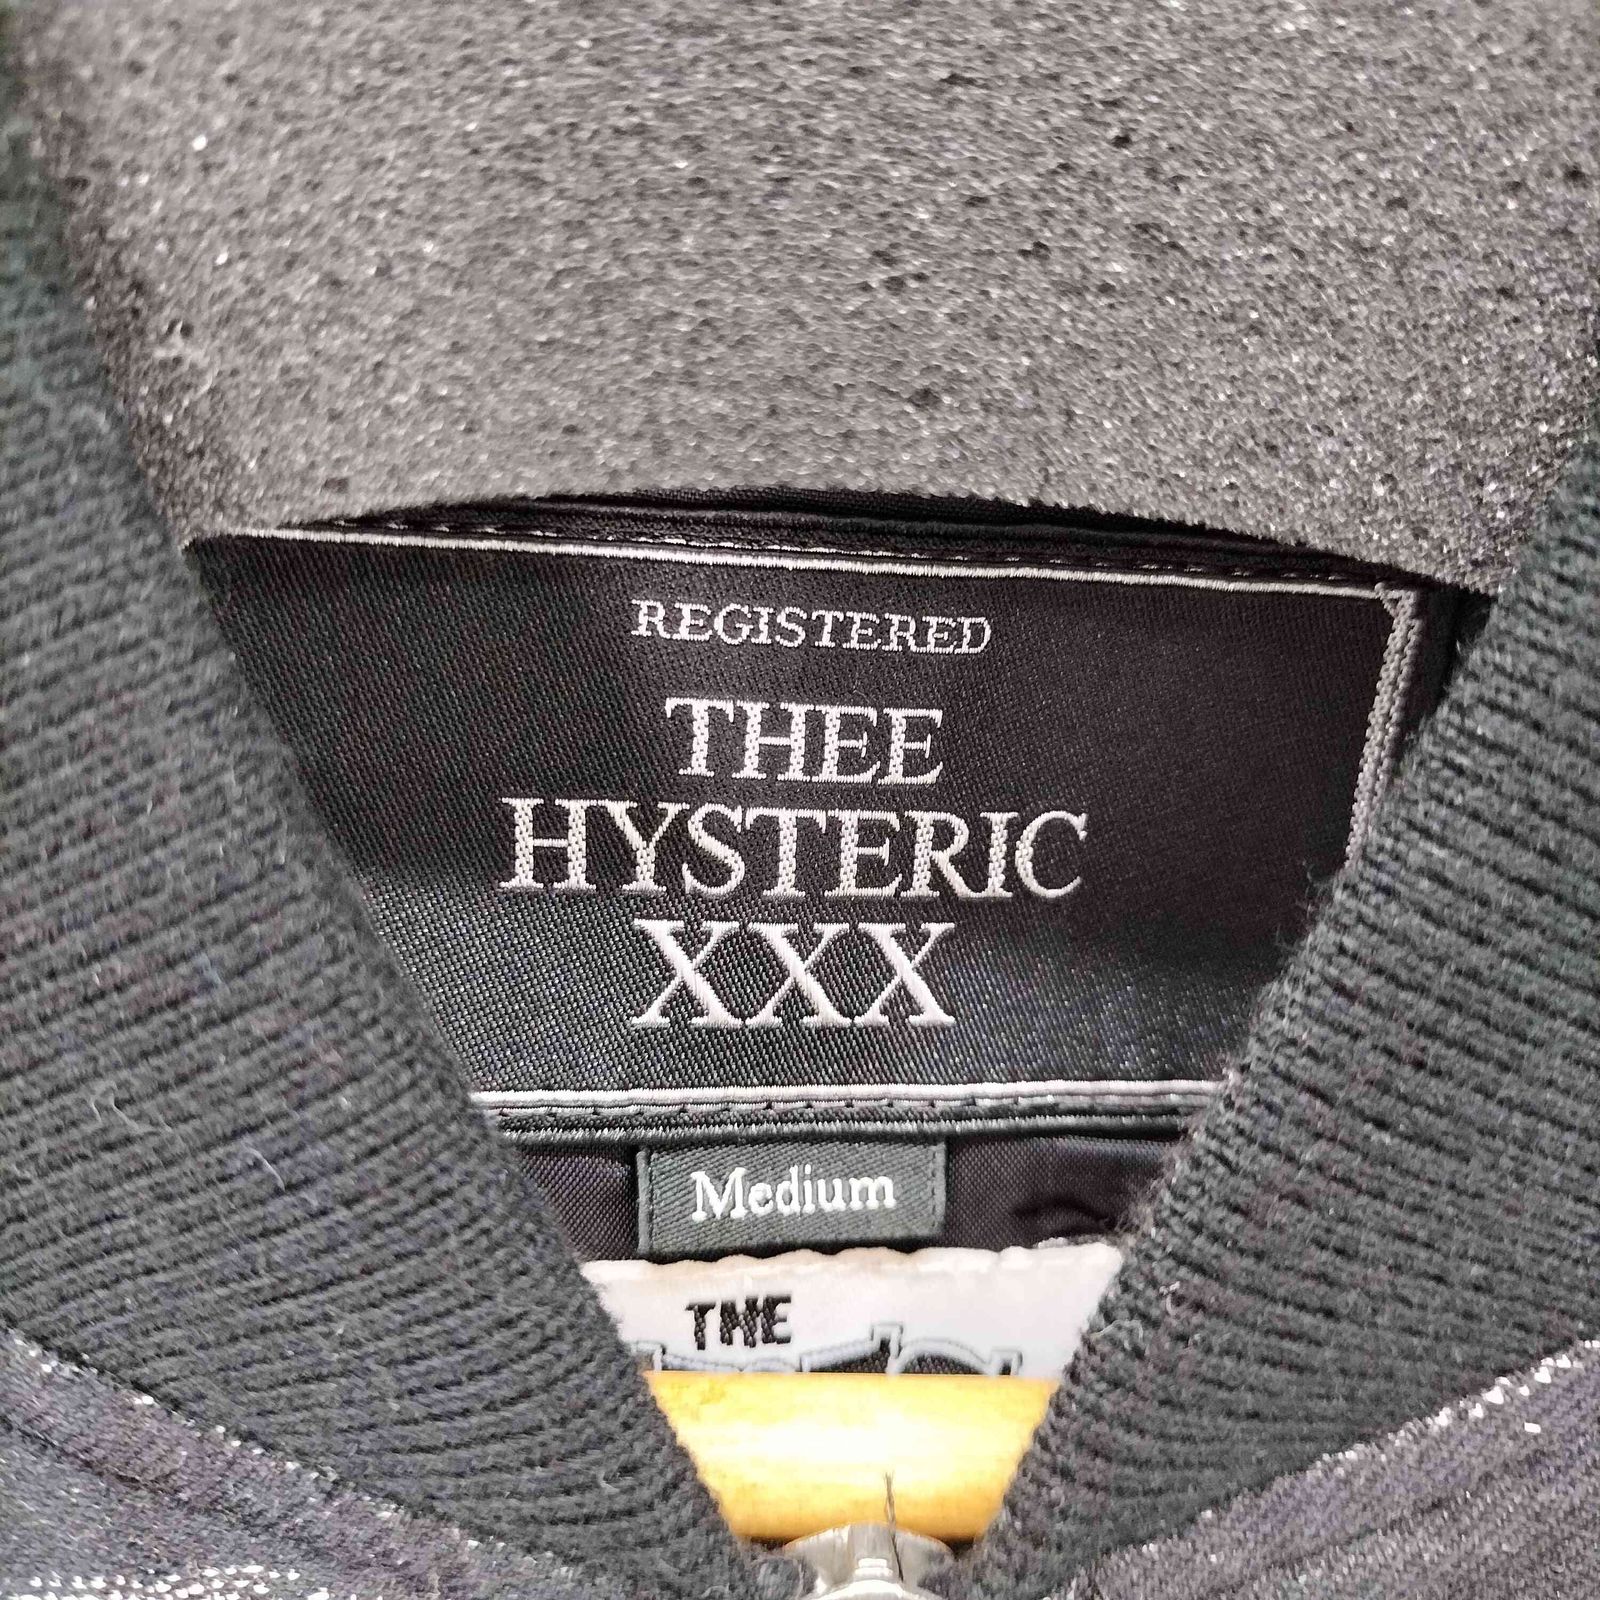 REGISTERED
THEE
HYSTERIC
XXX
Medium
THE